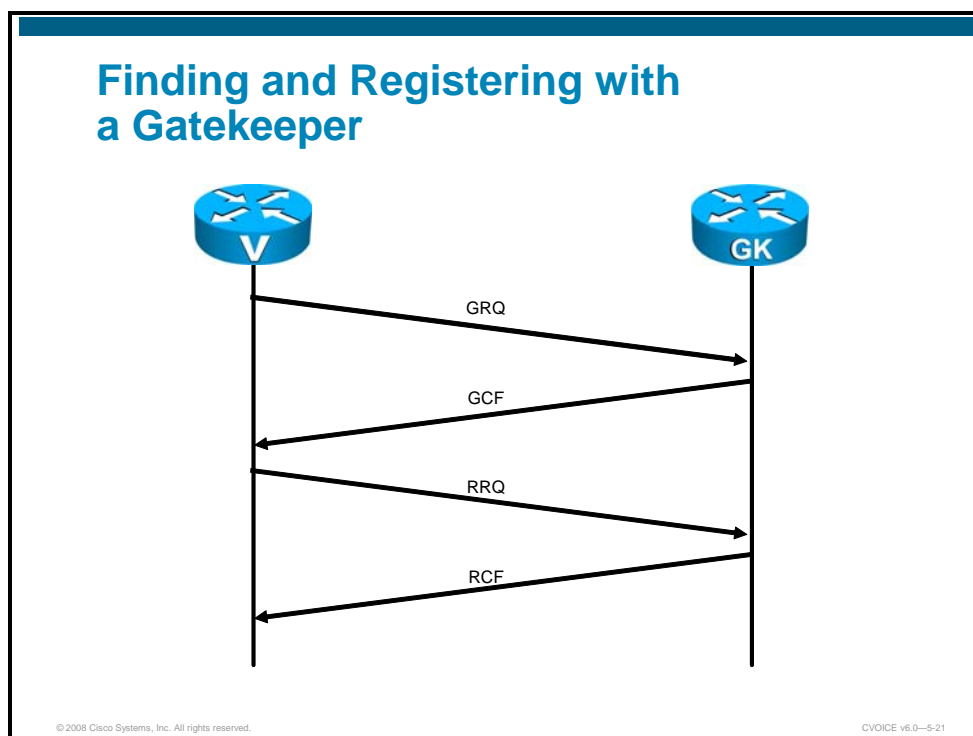 Finding and Registering with
a Gatekeeper
V
GK
GRQ
GCF
RRQ
RCF
© 2008 Cisco Systems, Inc. All rights reserved.
CVOICE v6.0—5-21